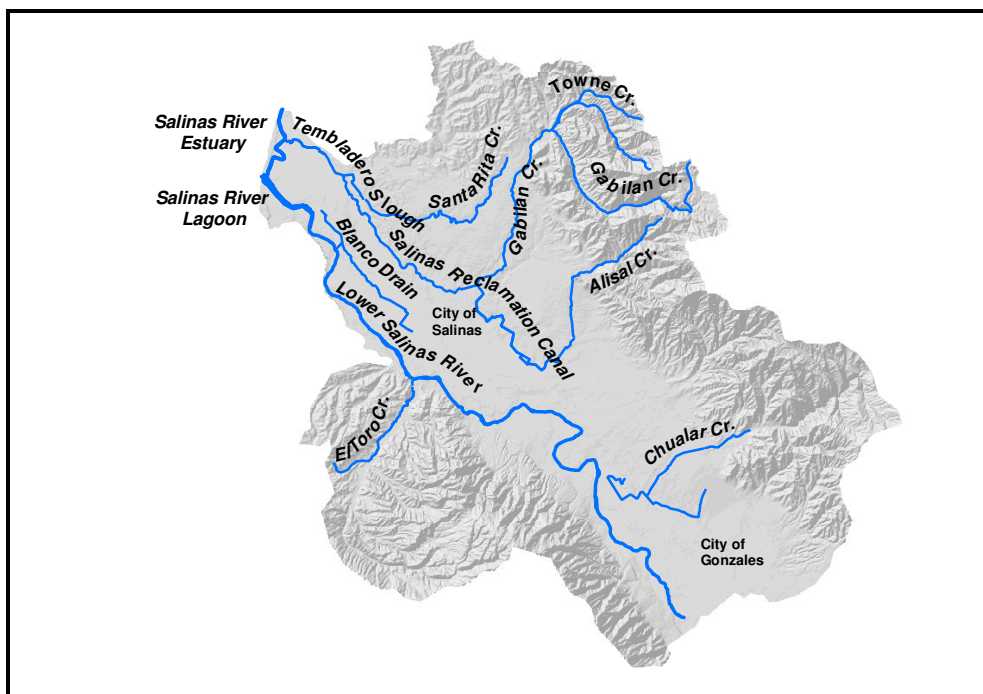 Towne Cr.
Salinas River
Estuary
Tembladero Slough
Santa Rita Cr.
Gabilan Cr.
Gabilan Cr.
Salinas River
Lagoon
Blanco Drain
Salinas Reclamation Canal
Alisal Cr.
Lower Salinas River
City of
Salinas
El Toro Cr.
Chualar Cr.
City of
Gonzales